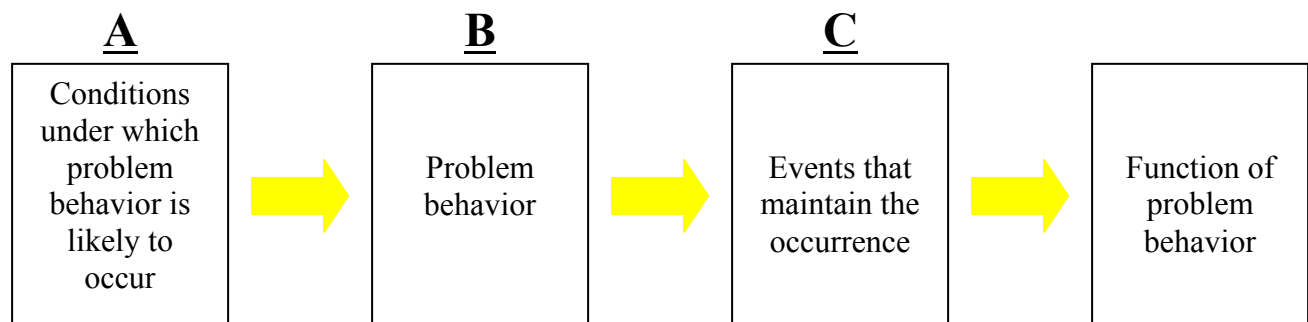 A
B
C
Conditions
under which
problem
behavior is
likely to
occur
Problem
behavior
Events that
maintain the
occurrence
Function of
problem
behavior